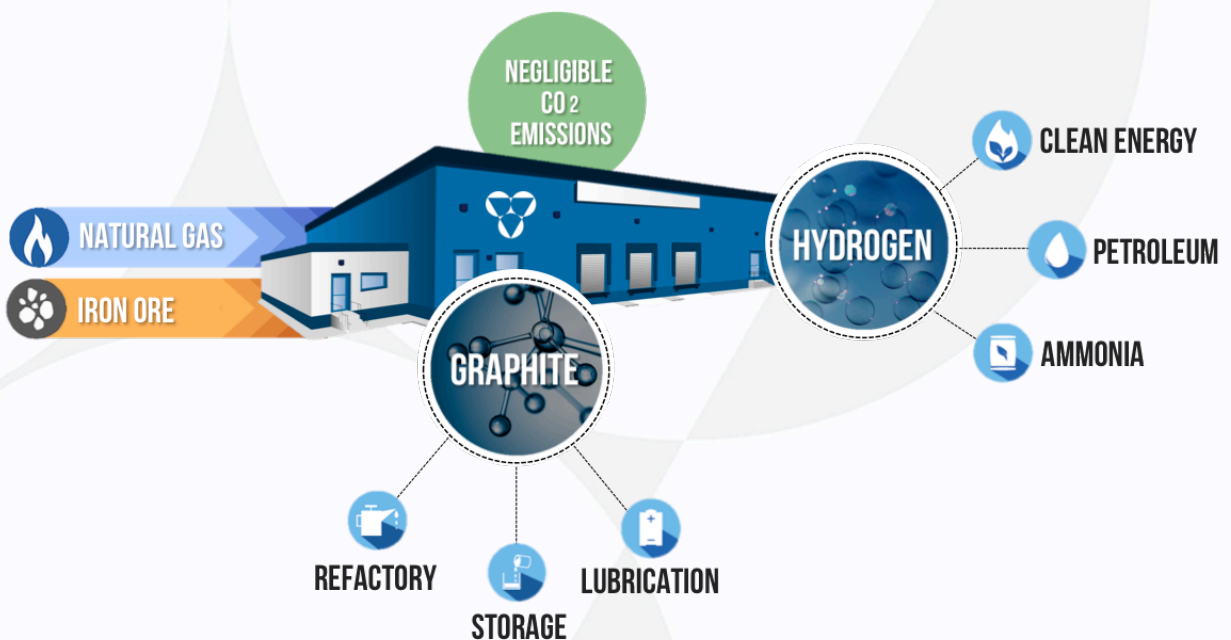 NEGLIGIBLE
CO 2
EMISSIONS
NATURAL GAS
IRON ORE
HYDROGEN
CLEAN ENERGY
PETROLEUM
AMMONIA
GRAPHITE
REFACTORY
STORAGE
LUBRICATION